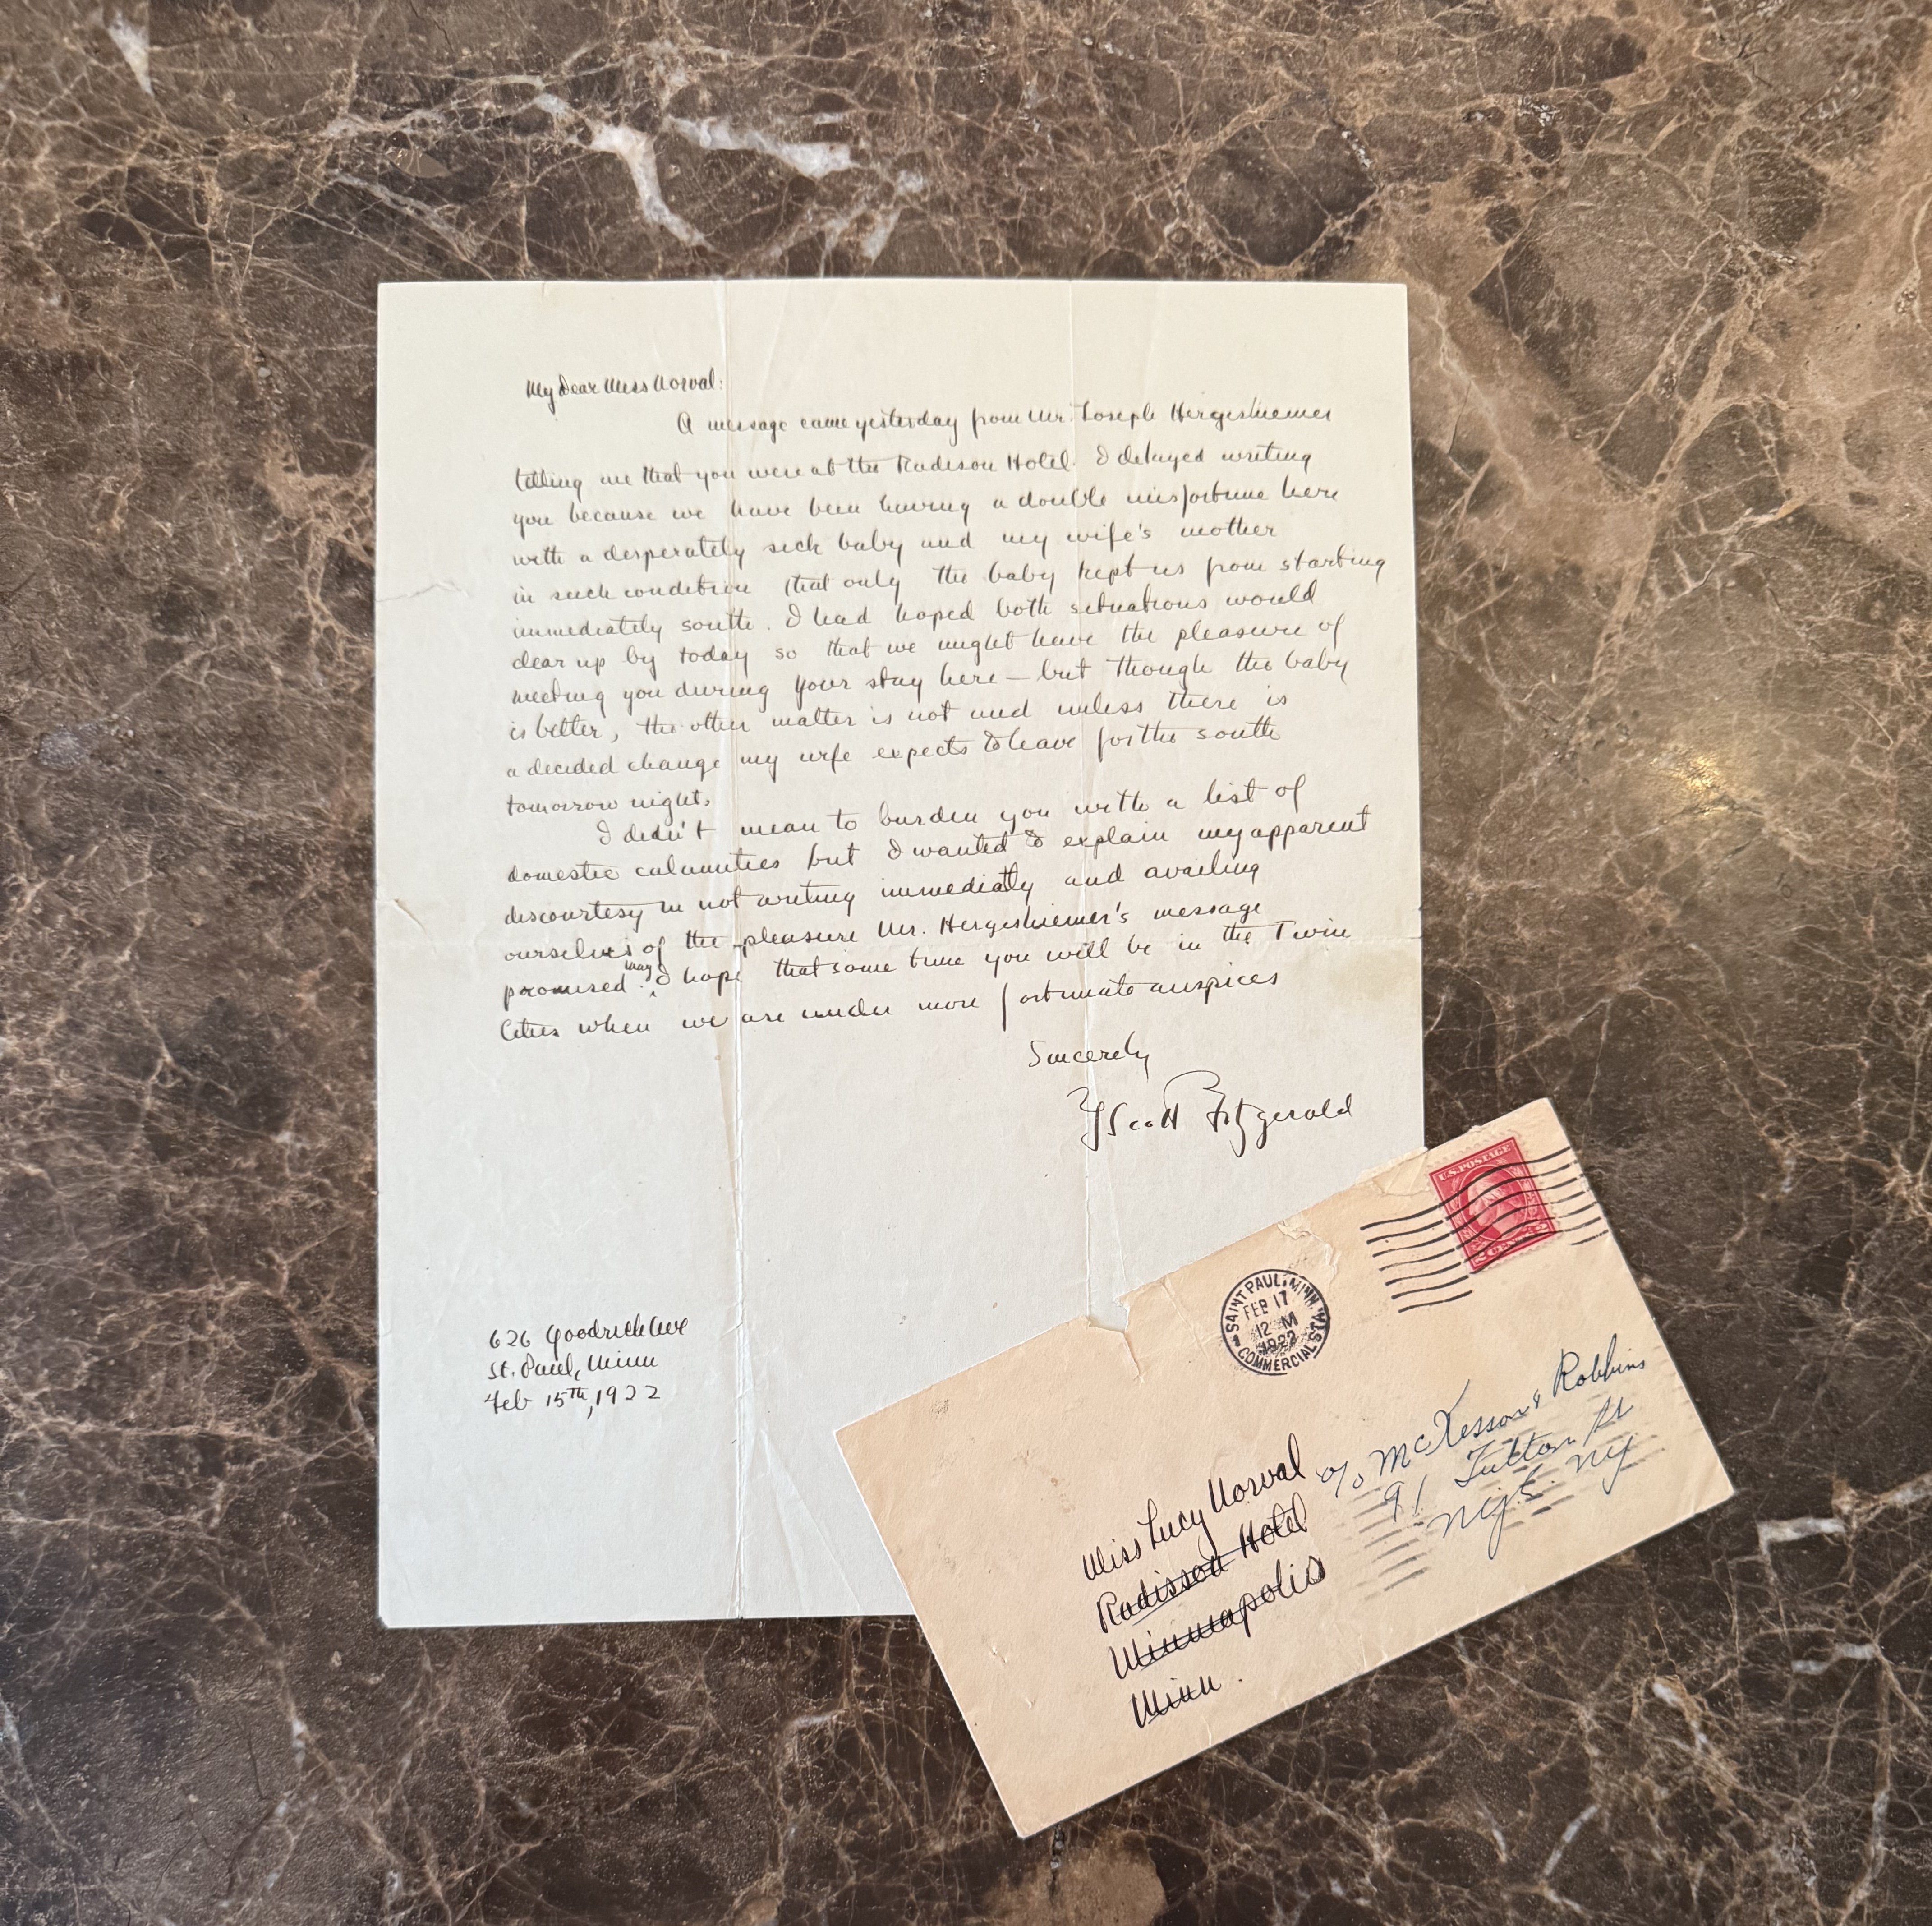 My Dear Miss Norval:
A message came yesterday from Mr. Joseph Hergeshiemer
telling me that you were at the Radison Hotel. I delayed writing
you because we have been having a double misfortune here
with a desperately sick baby and my wife's mother
in such condition that only the baby kept us from starting
immediately south. I had hoped both situations would
clear up by today so that we might have the pleasure of
meeting you during your stay here — but though the baby
is better, the other matter is not and unless there is
a decided change my wife expects to leave for the south
tomorrow night.
I didn't mean to burden you with a list of
domestic calamities but I wanted to explain my apparent
discourtesy in not writing immediatly and availing
ourselves of the pleasure Mr. Hergeshiemer's message
promised. May I hope that some time you will be in the Twin
Cities when we are under more fortunate auspices
Sincerely
F Scott Fitzgerald
626 Goodrich Ave
St. Paul, Minn
Feb 15th, 1922
U.S. POSTAGE
2 CENTS 2
SAINT PAUL, MINN.
FEB 17
12 M
1922
COMMERCIAL STA.
Miss Lucy Norval
Radisson Hotel
Minneapolis
Minn.
c/o McKesson & Robbins
91 Fulton St
NYC. NY